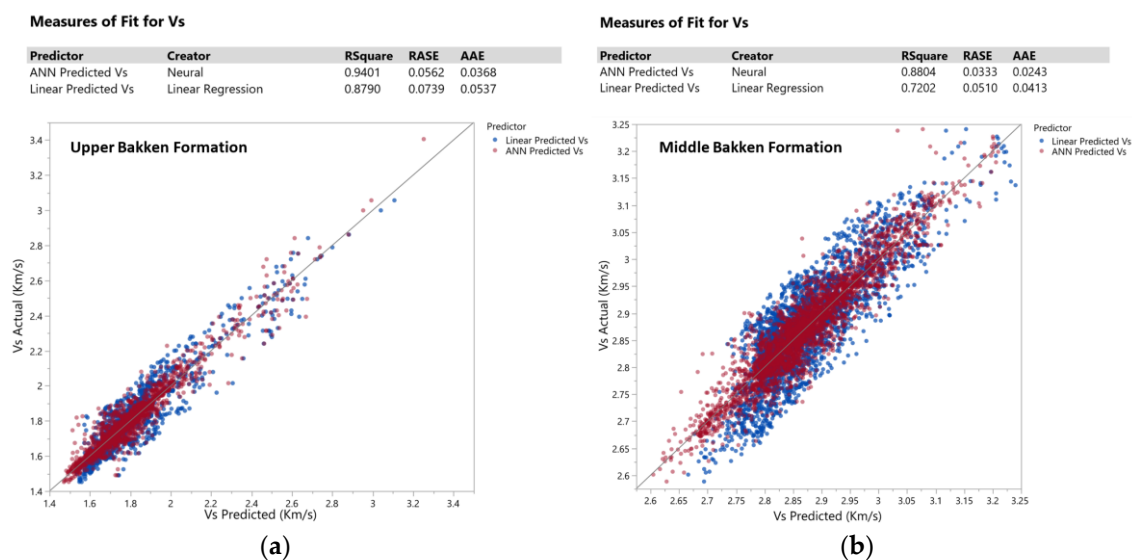 Measures of Fit for Vs
Predictor Creator RSquare RASE AAE
ANN Predicted Vs Neural 0.9401 0.0562 0.0368
Linear Predicted Vs Linear Regression 0.8790 0.0739 0.0537
Predictor
Linear Predicted Vs
ANN Predicted Vs
Upper Bakken Formation
Vs Actual (Km/s)
3.4
3.2
3
2.8
2.6
2.4
2.2
2
1.8
1.6
1.4
1.4 1.6 1.8 2 2.2 2.4 2.6 2.8 3 3.2 3.4
Vs Predicted (Km/s)
(a)
Measures of Fit for Vs
Predictor Creator RSquare RASE AAE
ANN Predicted Vs Neural 0.8804 0.0333 0.0243
Linear Predicted Vs Linear Regression 0.7202 0.0510 0.0413
Predictor
Linear Predicted Vs
ANN Predicted Vs
Middle Bakken Formation
Vs Actual (Km/s)
3.25
3.2
3.15
3.1
3.05
3
2.95
2.9
2.85
2.8
2.75
2.7
2.65
2.6
2.6 2.65 2.7 2.75 2.8 2.85 2.9 2.95 3 3.05 3.1 3.15 3.2 3.25
Vs Predicted (Km/s)
(b)